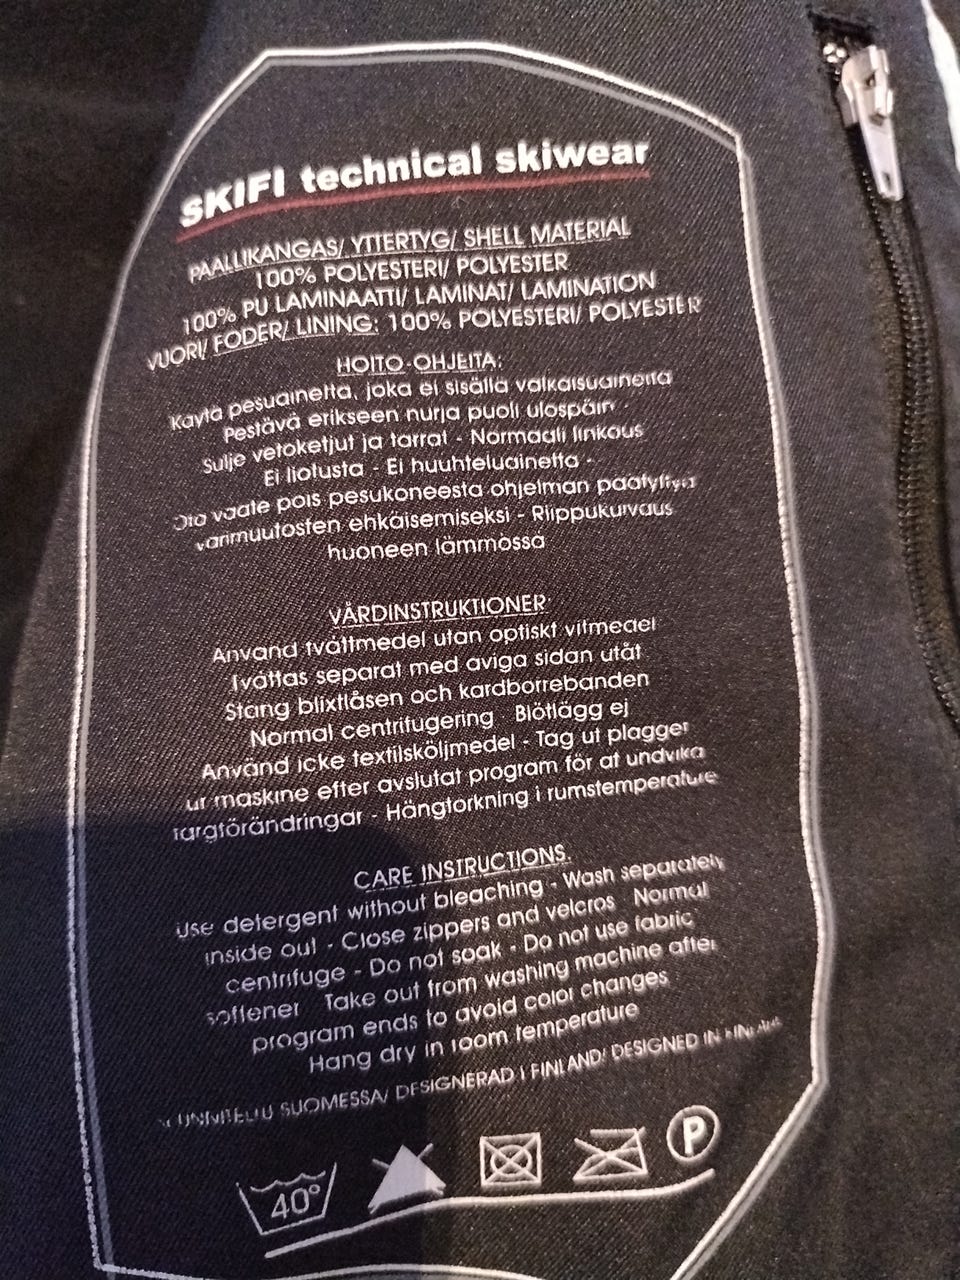 SKIFI technical skiwear
PAALLIKANGAS/ YTTERTYG/ SHELL MATERIAL
100% POLYESTERI/ POLYESTER
100% PU LAMINAATTI/ LAMINAT/ LAMINATION
VUORI/ FODER/ LINING: 100% POLYESTERI/ POLYESTER
HOITO-OHJEITA:
Käytä pesuainetta, joka ei sisällä valkaisuainetta
Pestävä erikseen nurja puoli ulospäin -
Sulje vetoketjut ja tarrat - Normaali linkous
Ei liotusta - Ei huuhteluainetta -
Ota vaate pois pesukoneesta ohjelman päätyttyä
värimuutosten ehkäisemiseksi - Riippukuivaus
huoneen lämmössä
VÅRDINSTRUKTIONER
Använd tvättmedel utan optiskt vitmedel
Tvättas separat med aviga sidan utåt
Stäng blixtlåsen och kardborrebanden
Normal centrifugering Blötlägg ej
Använd icke textilsköljmedel - Tag ut plagget
ur maskine efter avslutat program för at undvika
färgförändringar - Hängtorkning i rumstemperature
CARE INSTRUCTIONS.
Use detergent without bleaching - Wash separately
inside out - Close zippers and velcros Normal
centrifuge - Do not soak - Do not use fabric
softener Take out from washing machine after
program ends to avoid color changes
Hang dry in room temperature
SUUNNITELTU SUOMESSA/ DESIGNERAD I FINLAND/ DESIGNED IN FINLAND
40°
P